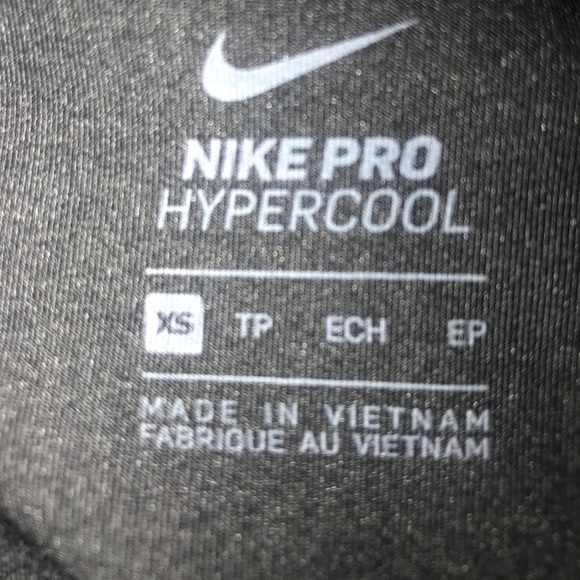 NIKE PRO
HYPERCOOL
XS TP ECH EP
MADE IN VIETNAM
FABRIQUE AU VIETNAM